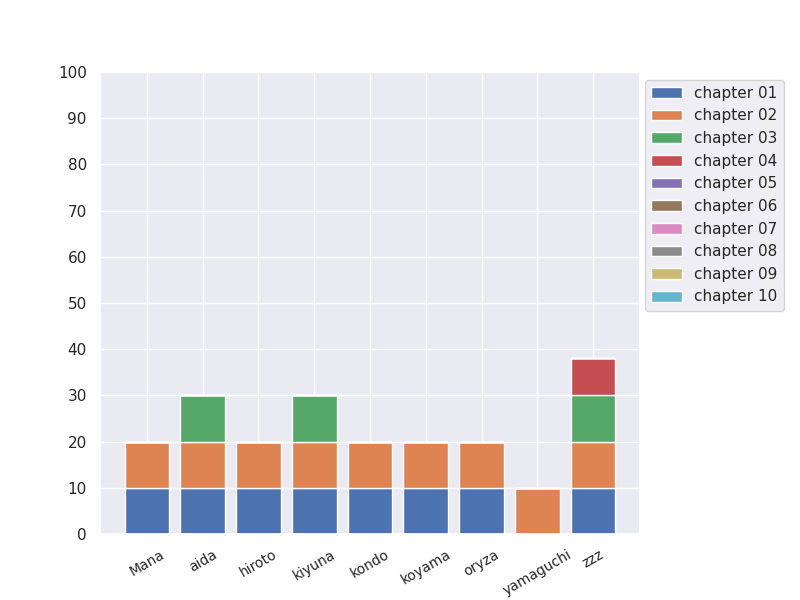 100
90
80
70
60
50
40
30
20
10
0
Mana
aida
hiroto
kiyuna
kondo
koyama
oryza
yamaguchi
zzz
chapter 01
chapter 02
chapter 03
chapter 04
chapter 05
chapter 06
chapter 07
chapter 08
chapter 09
chapter 10